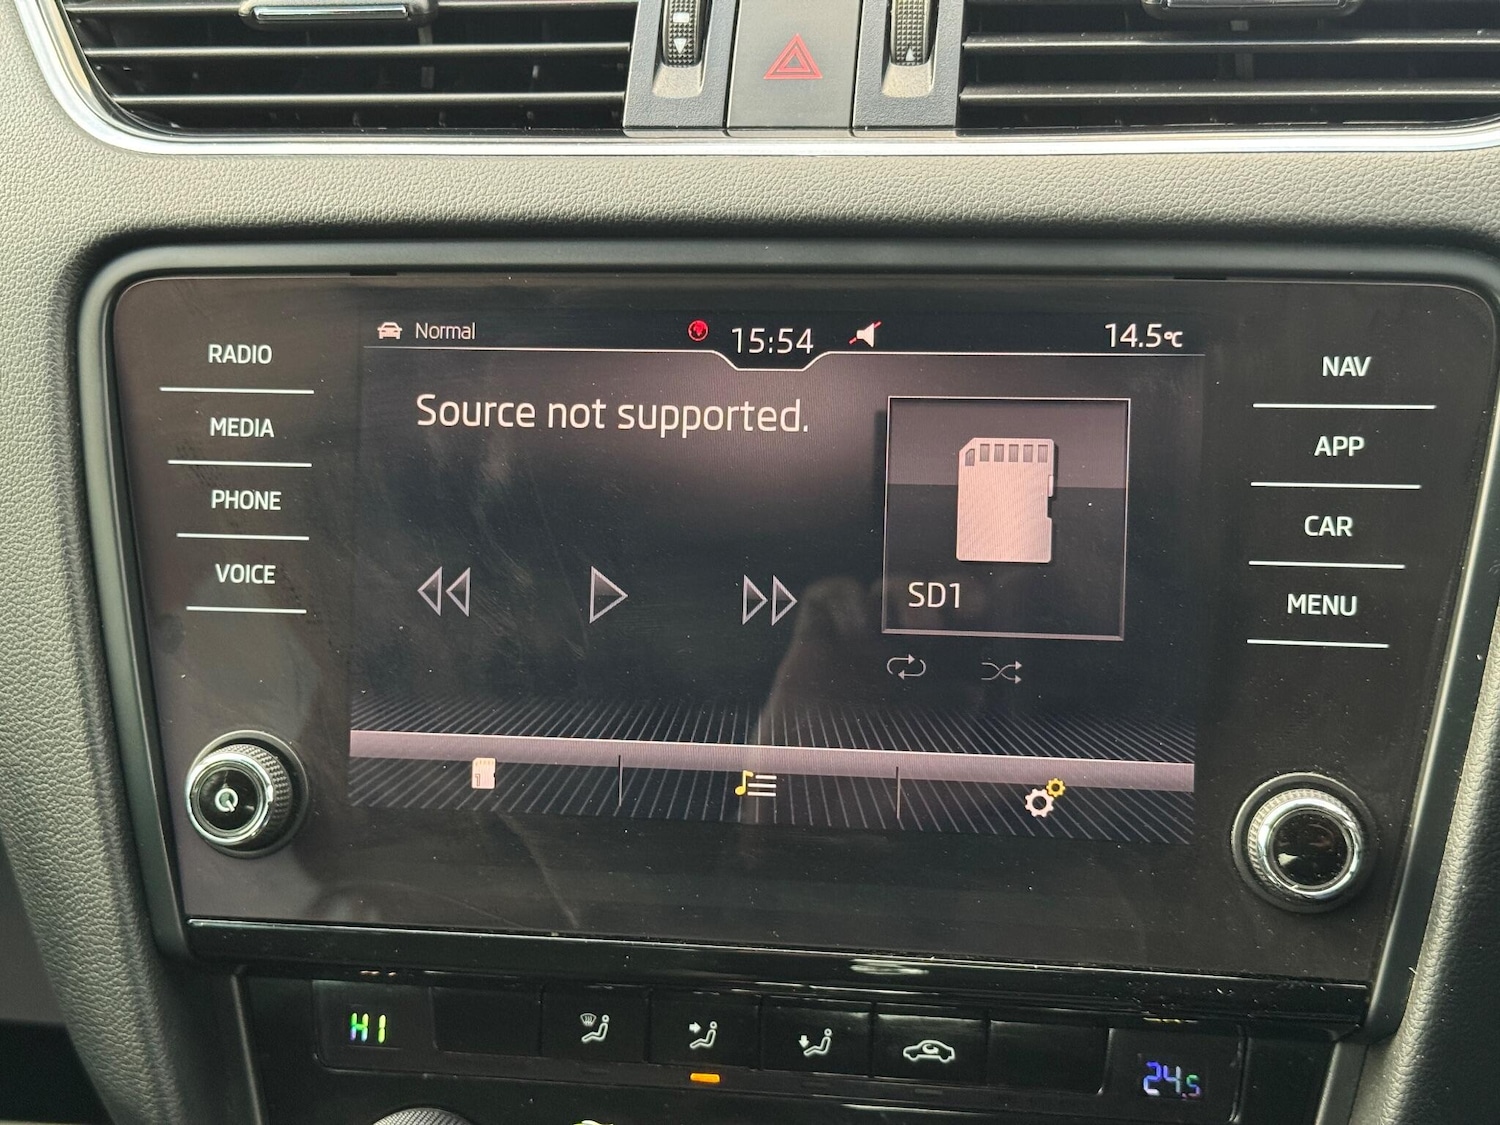 Normal
15:54
14.5°C
RADIO
MEDIA
PHONE
VOICE
Source not supported.
SD1
1
NAV
APP
CAR
MENU
HI
24.5